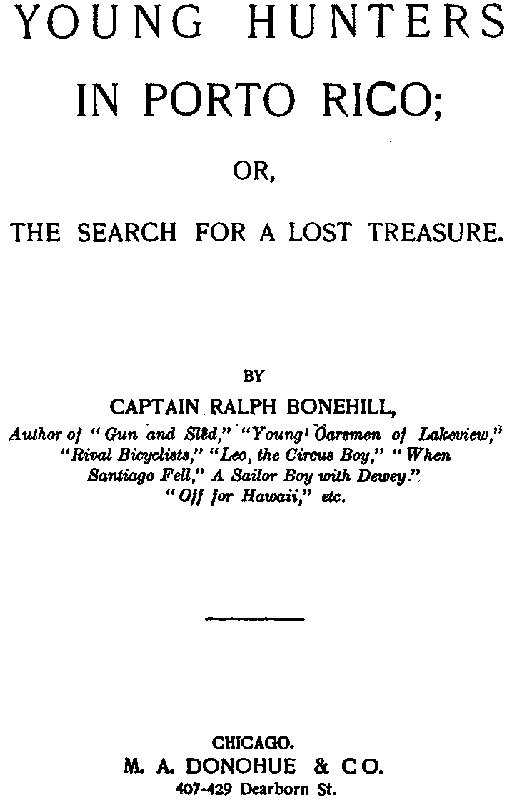 YOUNG HUNTERS
IN PORTO RICO;
OR,
THE SEARCH FOR A LOST TREASURE.
BY
CAPTAIN RALPH BONEHILL,
Author of "Gun and Sled," "Young Oarsmen of Lakeview,"
"Rival Bicyclists," "Leo, the Circus Boy," "When
Santiago Fell," A Sailor Boy with Dewey."
"Off for Hawaii," etc.
CHICAGO.
M. A. DONOHUE & CO.
407-429 Dearborn St.